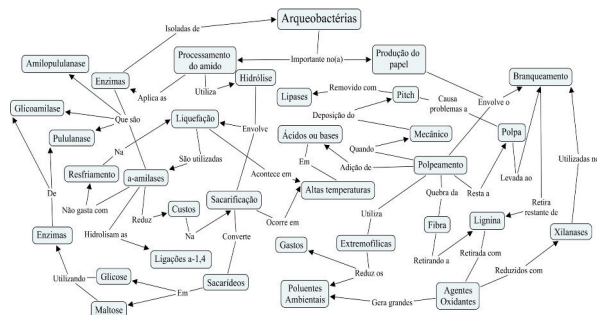 Arqueobactérias
Isoladas de
Importante no(a)
Amilopululanase
Enzimas
Processamento
do amido
Hidrólise
Produção do
papel
Branqueamento
Aplica as
Utiliza
Lipases
Removido com
Pitch
Causa
problemas a
Envolve o
Glicoamilase
Que são
Pululanase
Liquefação
Envolve
Deposição do
Ácidos ou bases
Mecânico
Polpa
Quando
Na
Resfriamento
a-amilases
São utilizadas
Acontece em
Em
Adição de
Polpeamento
Levada ao
Utilizadas no
De
Não gasta com
Reduz
Custos
Sacarificação
Altas temperaturas
Quebra da
Resta a
Retira
restante de
Na
Ocorre em
Utiliza
Fibra
Lignina
Xilanases
Enzimas
Hidrolisam as
Converte
Gastos
Extremofílicas
Retirando a
Ligações a-1,4
Retirada com
Reduzidos com
Utilizando
Glicose
Em
Sacarídeos
Reduz os
Maltose
Poluentes
Ambientais
Gera grandes
Agentes
Oxidantes